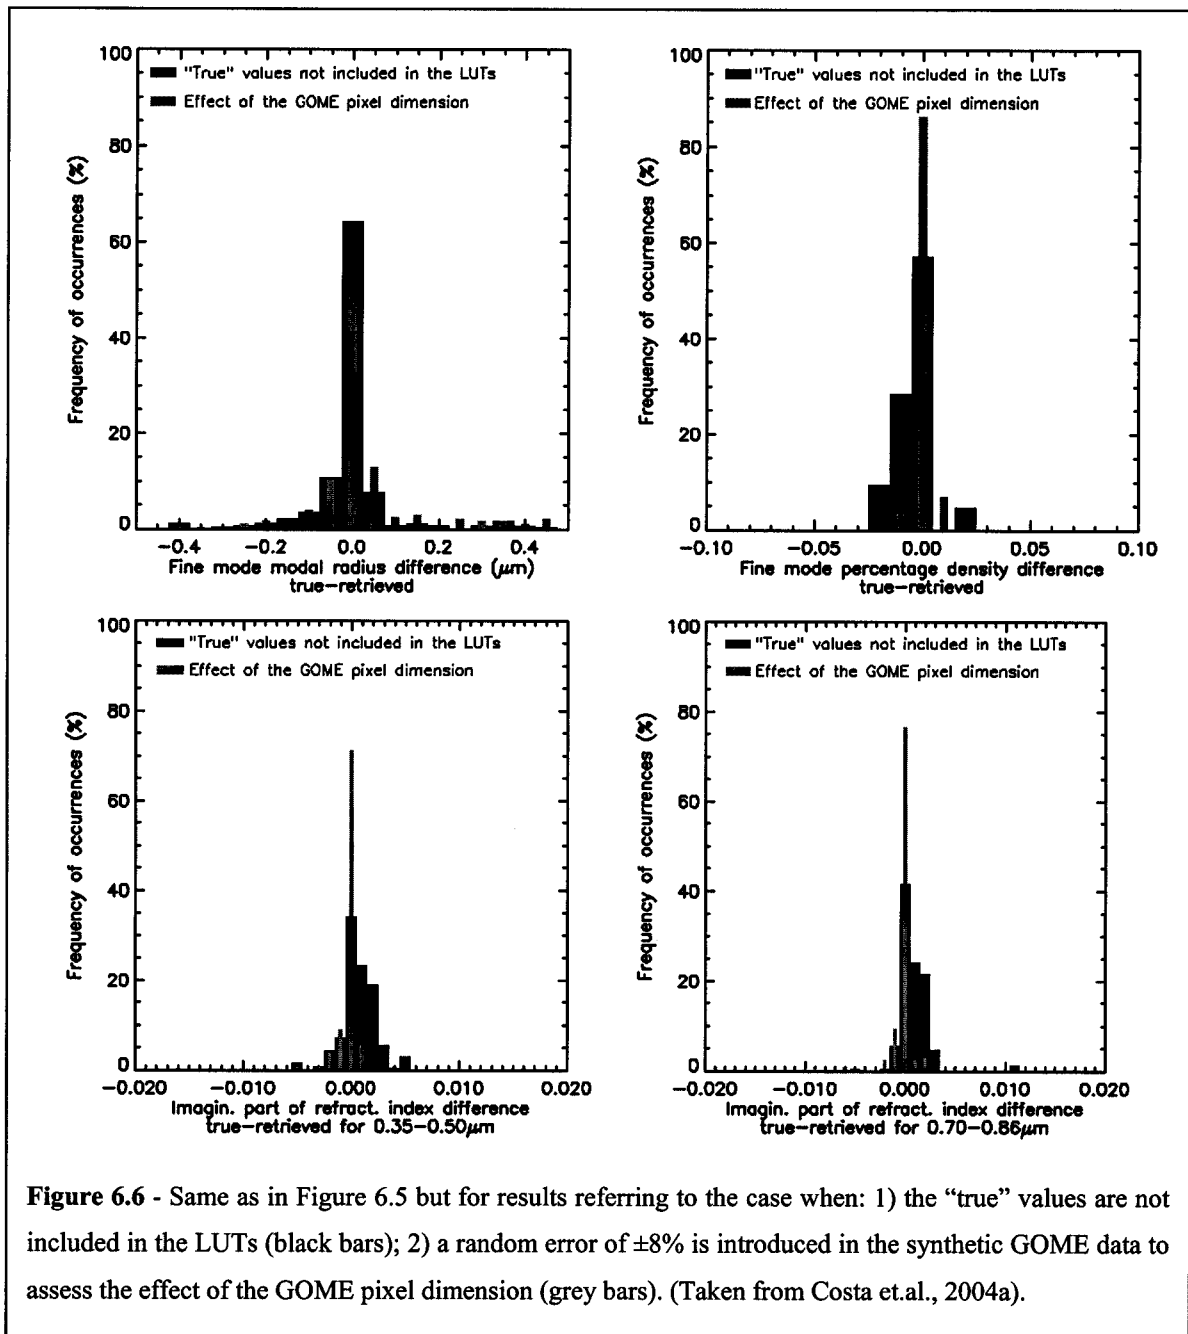 100
80
60
40
20
0
Frequency of occurrences (%)
"True" values not included in the LUTs
Effect of the GOME pixel dimension
−0.4 −0.2 0.0 0.2 0.4
Fine mode modal radius difference (μm)
true−retrieved
100
80
60
40
20
0
Frequency of occurrences (%)
"True" values not included in the LUTs
Effect of the GOME pixel dimension
−0.10 −0.05 0.00 0.05 0.10
Fine mode percentage density difference
true−retrieved
100
80
60
40
20
0
Frequency of occurrences (%)
"True" values not included in the LUTs
Effect of the GOME pixel dimension
−0.020 −0.010 0.000 0.010 0.020
Imagin. part of refract. index difference
true−retrieved for 0.35−0.50μm
100
80
60
40
20
0
Frequency of occurrences (%)
"True" values not included in the LUTs
Effect of the GOME pixel dimension
−0.020 −0.010 0.000 0.010 0.020
Imagin. part of refract. index difference
true−retrieved for 0.70−0.86μm
Figure 6.6 - Same as in Figure 6.5 but for results referring to the case when: 1) the “true” values are not
included in the LUTs (black bars); 2) a random error of ±8% is introduced in the synthetic GOME data to
assess the effect of the GOME pixel dimension (grey bars). (Taken from Costa et.al., 2004a).